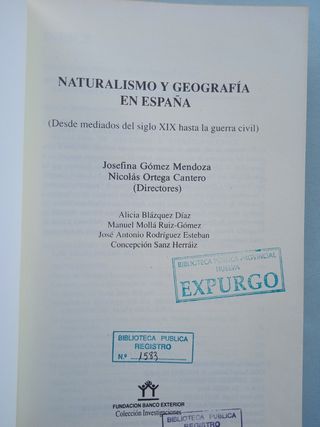 NATURALISMO Y GEOGRAFÍA
EN ESPAÑA
(Desde mediados del siglo XIX hasta la guerra civil)
Josefina Gómez Mendoza
Nicolás Ortega Cantero
(Directores)
Alicia Blázquez Díaz
Manuel Mollá Ruiz-Gómez
José Antonio Rodríguez Esteban
Concepción Sanz Herráiz
BIBLIOTECA PUBLICA PROVINCIAL
HUELVA
EXPURGO
BIBLIOTECA PUBLICA
REGISTRO
N.º 1583
FUNDACION BANCO EXTERIOR
Colección Investigaciones
BIBLIOTECA PUBLICA
REGISTRO